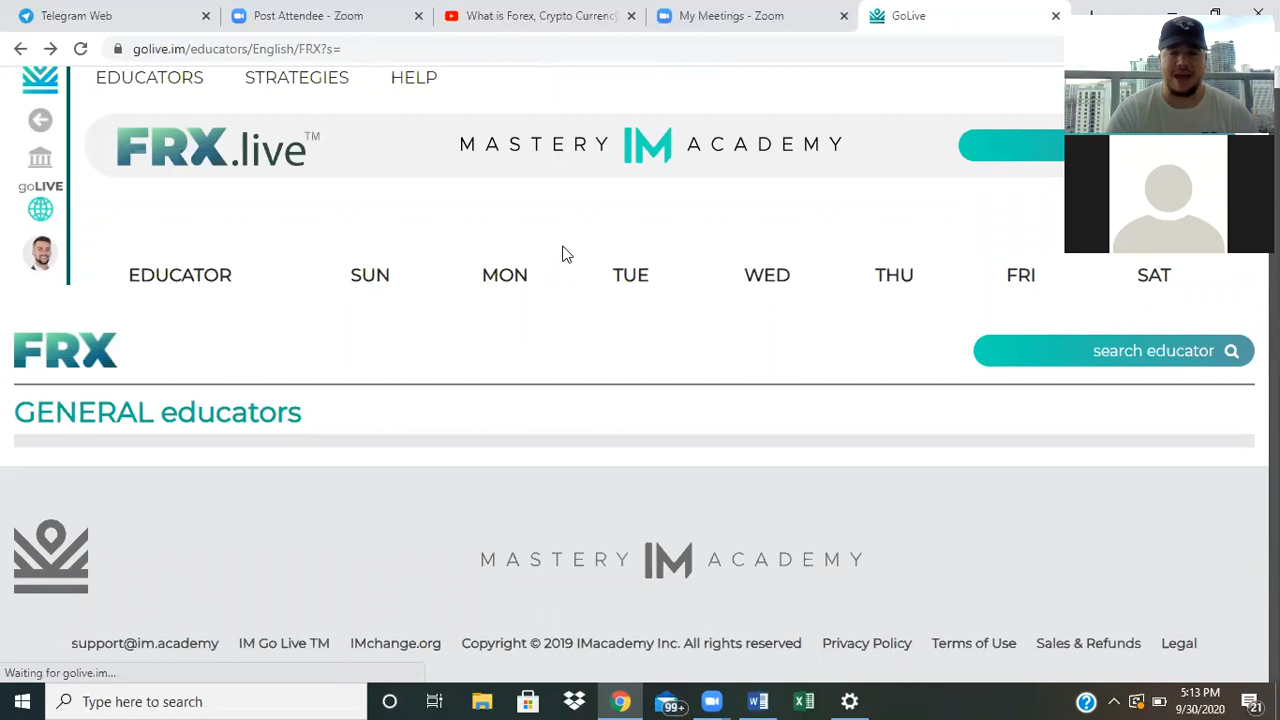 Telegram Web
Post Attendee - Zoom
What is Forex, Crypto Currenc
My Meetings - Zoom
GoLive
golive.im/educators/English/FRX?s=
EDUCATORS STRATEGIES HELP
FRX.live™
MASTERY IM ACADEMY
goLIVE
EDUCATOR SUN MON TUE WED THU FRI SAT
FRX
search educator
GENERAL educators
MASTERY IM ACADEMY
support@im.academy IM Go Live TM IMchange.org Copyright © 2019 IMacademy Inc. All rights reserved Privacy Policy Terms of Use Sales & Refunds Legal
Waiting for golive.im...
Type here to search
99+
5:13 PM
9/30/2020
21